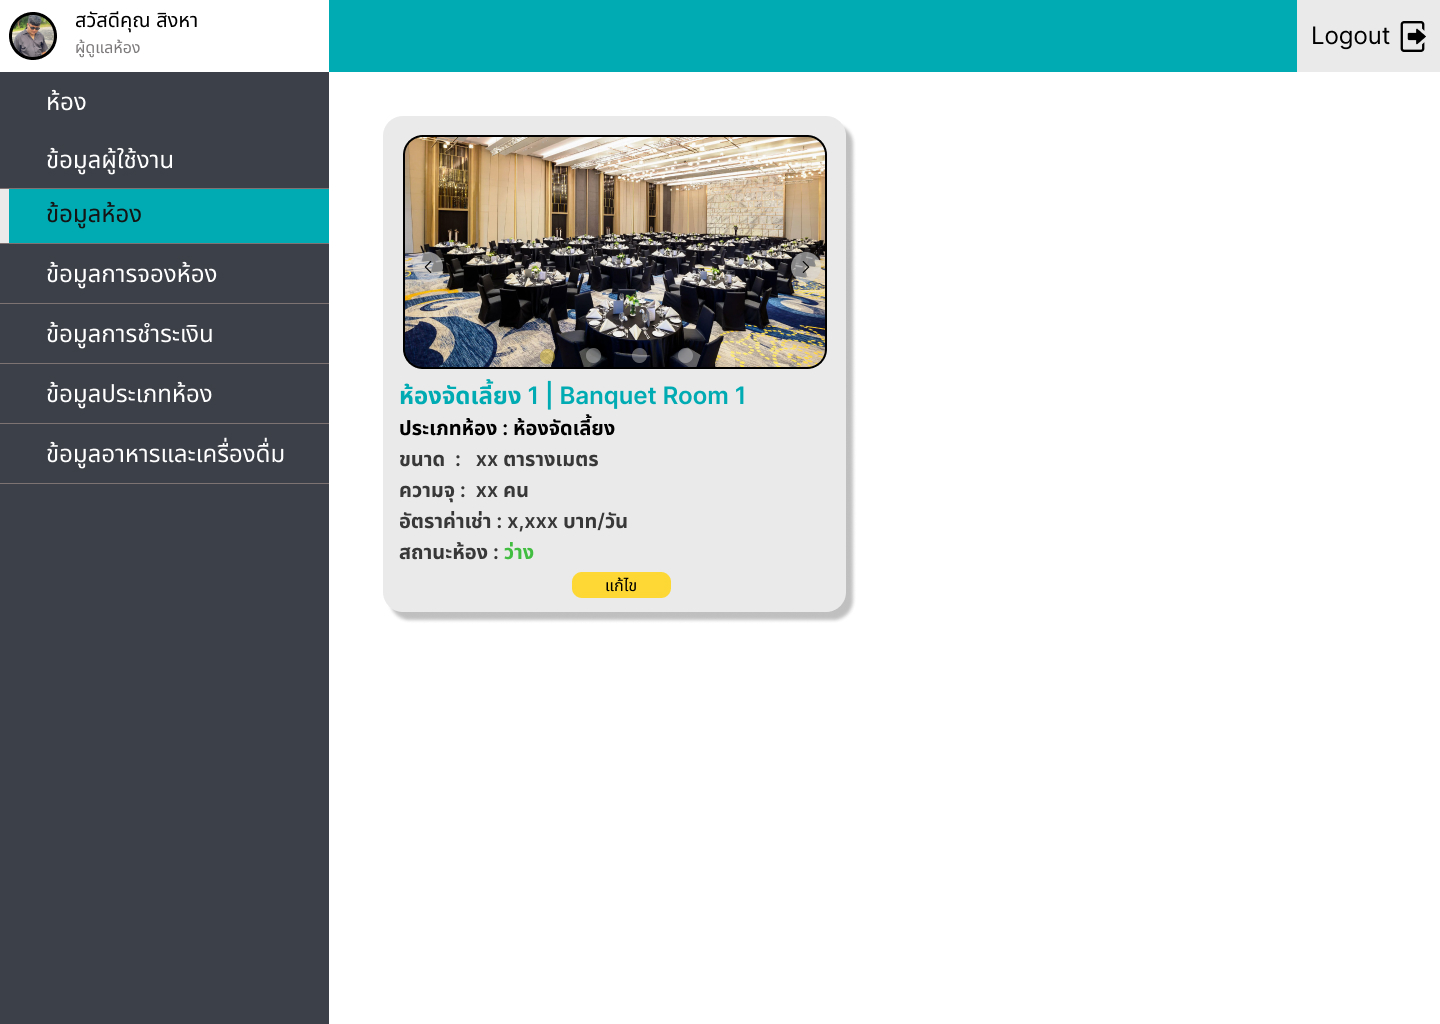 สวัสดีคุณ สิงหา
ผู้ดูแลห้อง
Logout
ห้อง
ข้อมูลผู้ใช้งาน
ข้อมูลห้อง
ข้อมูลการจองห้อง
ข้อมูลการชำระเงิน
ข้อมูลประเภทห้อง
ข้อมูลอาหารและเครื่องดื่ม
ห้องจัดเลี้ยง 1 | Banquet Room 1
ประเภทห้อง : ห้องจัดเลี้ยง
ขนาด : xx ตารางเมตร
ความจุ : xx คน
อัตราค่าเช่า : x,xxx บาท/วัน
สถานะห้อง : ว่าง
แก้ไข